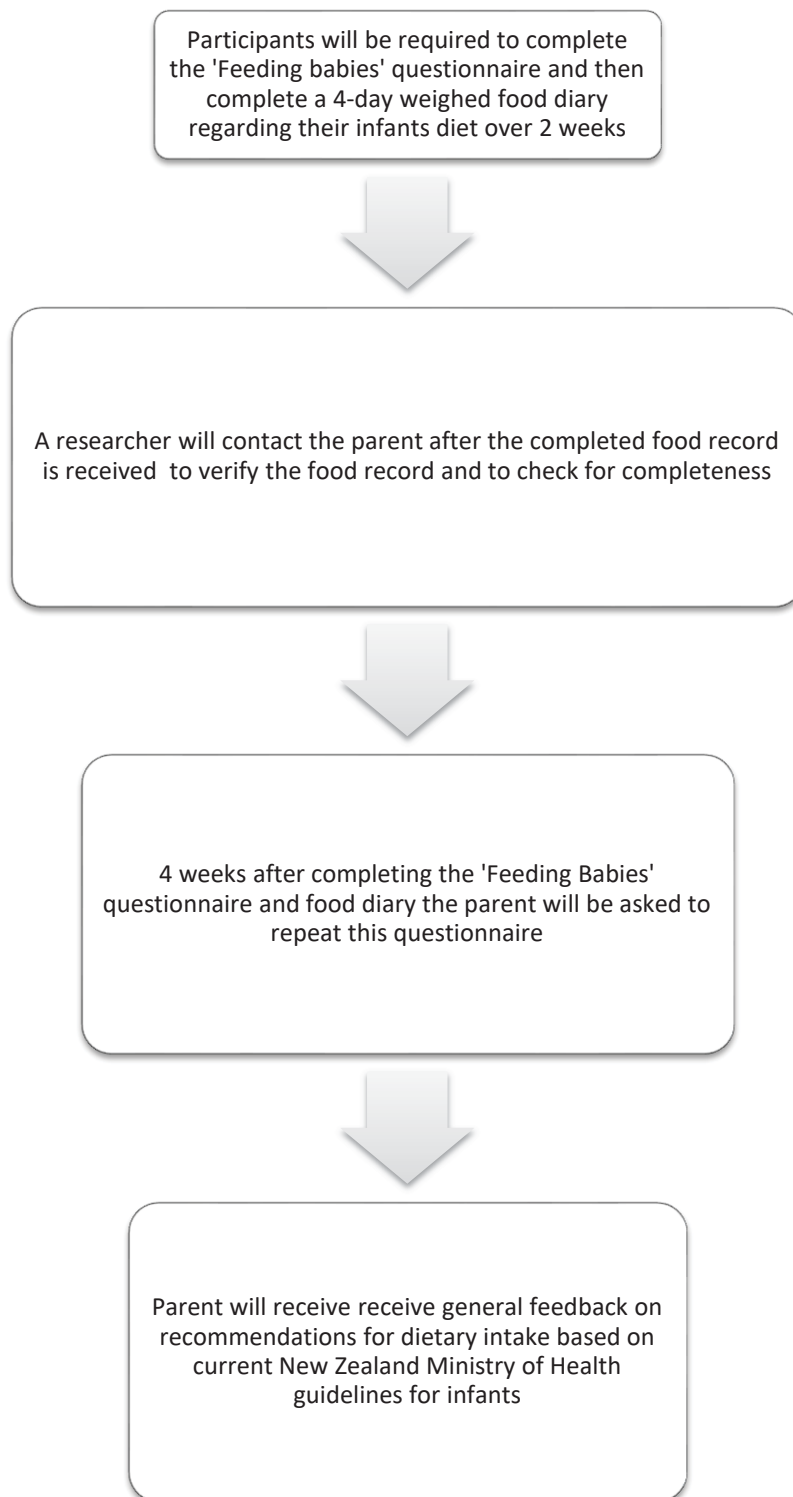 Participants will be required to complete
the 'Feeding babies' questionnaire and then
complete a 4-day weighed food diary
regarding their infants diet over 2 weeks
A researcher will contact the parent after the completed food record
is received  to verify the food record and to check for completeness
4 weeks after completing the 'Feeding Babies'
questionnaire and food diary the parent will be asked to
repeat this questionnaire
Parent will receive receive general feedback on
recommendations for dietary intake based on
current New Zealand Ministry of Health
guidelines for infants